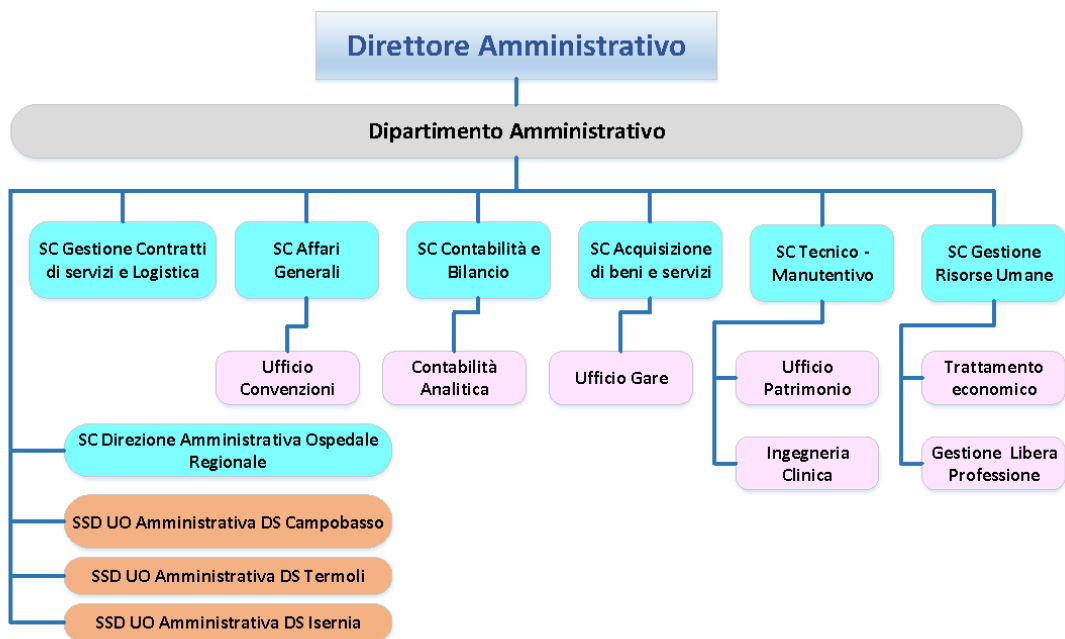 Direttore Amministrativo
Dipartimento Amministrativo
SC Gestione Contratti
di servizi e Logistica
SC Affari
Generali
SC Contabilità e
Bilancio
SC Acquisizione
di beni e servizi
SC Tecnico -
Manutentivo
SC Gestione
Risorse Umane
Ufficio
Convenzioni
Contabilità
Analitica
Ufficio Gare
Ufficio
Patrimonio
Trattamento
economico
Ingegneria
Clinica
Gestione Libera
Professione
SC Direzione Amministrativa Ospedale
Regionale
SSD UO Amministrativa DS Campobasso
SSD UO Amministrativa DS Termoli
SSD UO Amministrativa DS Isernia